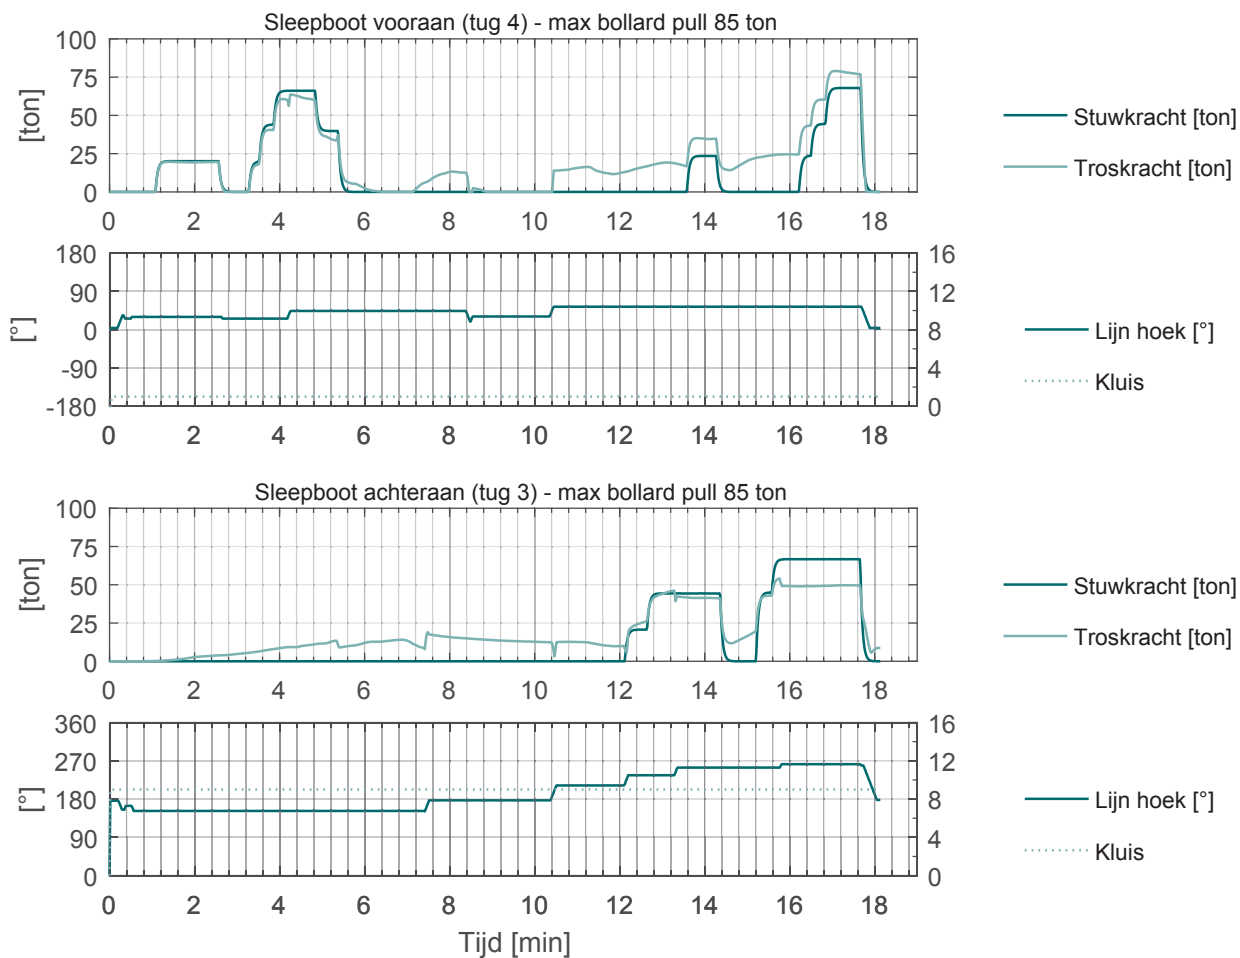 Sleepboot vooraan (tug 4) - max bollard pull 85 ton
100
75
50
25
0
[ton]
0 2 4 6 8 10 12 14 16 18
Stuwkracht [ton]
Troskracht [ton]
180
90
0
-90
-180
[°]
16
12
8
4
0
0 2 4 6 8 10 12 14 16 18
Lijn hoek [°]
Kluis
Sleepboot achteraan (tug 3) - max bollard pull 85 ton
100
75
50
25
0
[ton]
0 2 4 6 8 10 12 14 16 18
Stuwkracht [ton]
Troskracht [ton]
360
270
180
90
0
[°]
16
12
8
4
0
0 2 4 6 8 10 12 14 16 18
Lijn hoek [°]
Kluis
Tijd [min]